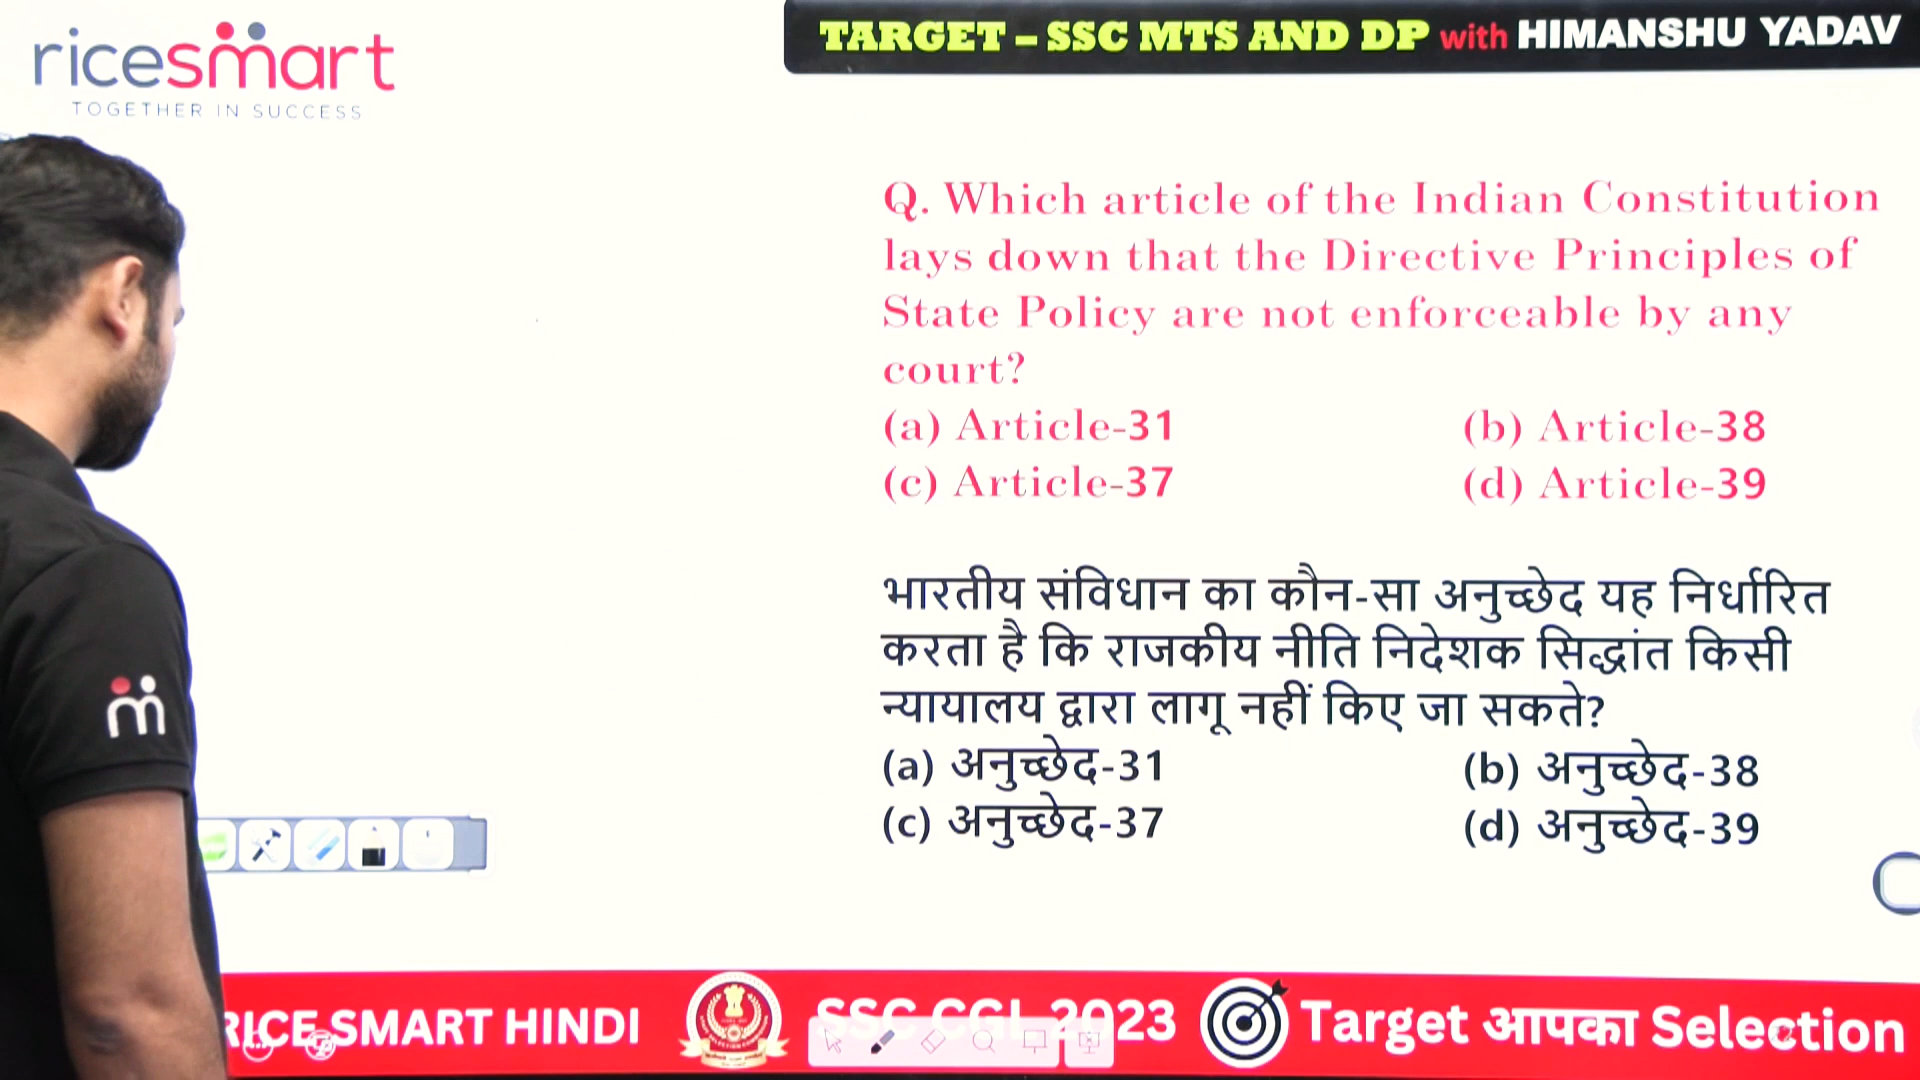 ricesmart
TOGETHER IN SUCCESS
TARGET – SSC MTS AND DP with HIMANSHU YADAV
Q. Which article of the Indian Constitution
lays down that the Directive Principles of
State Policy are not enforceable by any
court?
(a) Article-31 (b) Article-38
(c) Article-37 (d) Article-39
भारतीय संविधान का कौन-सा अनुच्छेद यह निर्धारित
करता है कि राजकीय नीति निदेशक सिद्धांत किसी
न्यायालय द्वारा लागू नहीं किए जा सकते?
(a) अनुच्छेद-31 (b) अनुच्छेद-38
(c) अनुच्छेद-37 (d) अनुच्छेद-39
RICE SMART HINDI SSC CGL 2023 Target आपका Selection